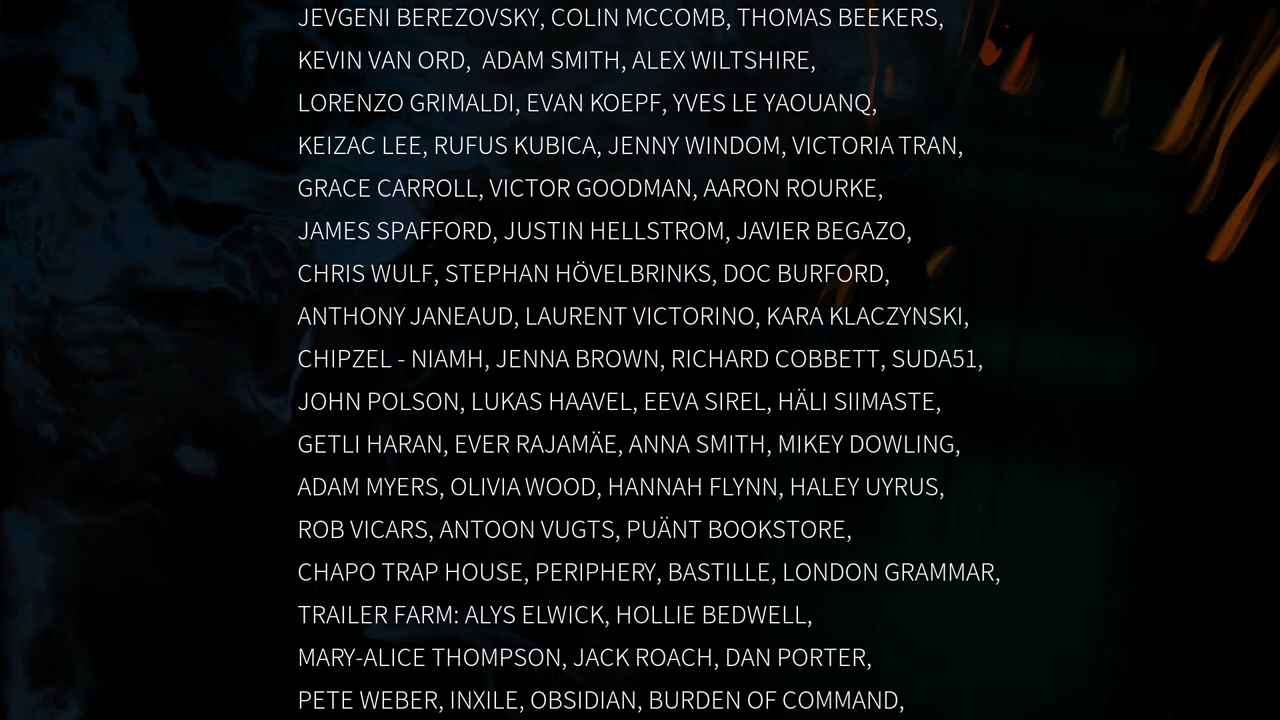 JEVGENI BEREZOVSKY, COLIN MCCOMB, THOMAS BEEKERS,
KEVIN VAN ORD,  ADAM SMITH, ALEX WILTSHIRE,
LORENZO GRIMALDI, EVAN KOEPF, YVES LE YAOUANQ,
KEIZAC LEE, RUFUS KUBICA, JENNY WINDOM, VICTORIA TRAN,
GRACE CARROLL, VICTOR GOODMAN, AARON ROURKE,
JAMES SPAFFORD, JUSTIN HELLSTROM, JAVIER BEGAZO,
CHRIS WULF, STEPHAN HÖVELBRINKS, DOC BURFORD,
ANTHONY JANEAUD, LAURENT VICTORINO, KARA KLACZYNSKI,
CHIPZEL - NIAMH, JENNA BROWN, RICHARD COBBETT, SUDA51,
JOHN POLSON, LUKAS HAAVEL, EEVA SIREL, HÄLI SIIMASTE,
GETLI HARAN, EVER RAJAMÄE, ANNA SMITH, MIKEY DOWLING,
ADAM MYERS, OLIVIA WOOD, HANNAH FLYNN, HALEY UYRUS,
ROB VICARS, ANTOON VUGTS, PUÄNT BOOKSTORE,
CHAPO TRAP HOUSE, PERIPHERY, BASTILLE, LONDON GRAMMAR,
TRAILER FARM: ALYS ELWICK, HOLLIE BEDWELL,
MARY-ALICE THOMPSON, JACK ROACH, DAN PORTER,
PETE WEBER, INXILE, OBSIDIAN, BURDEN OF COMMAND,